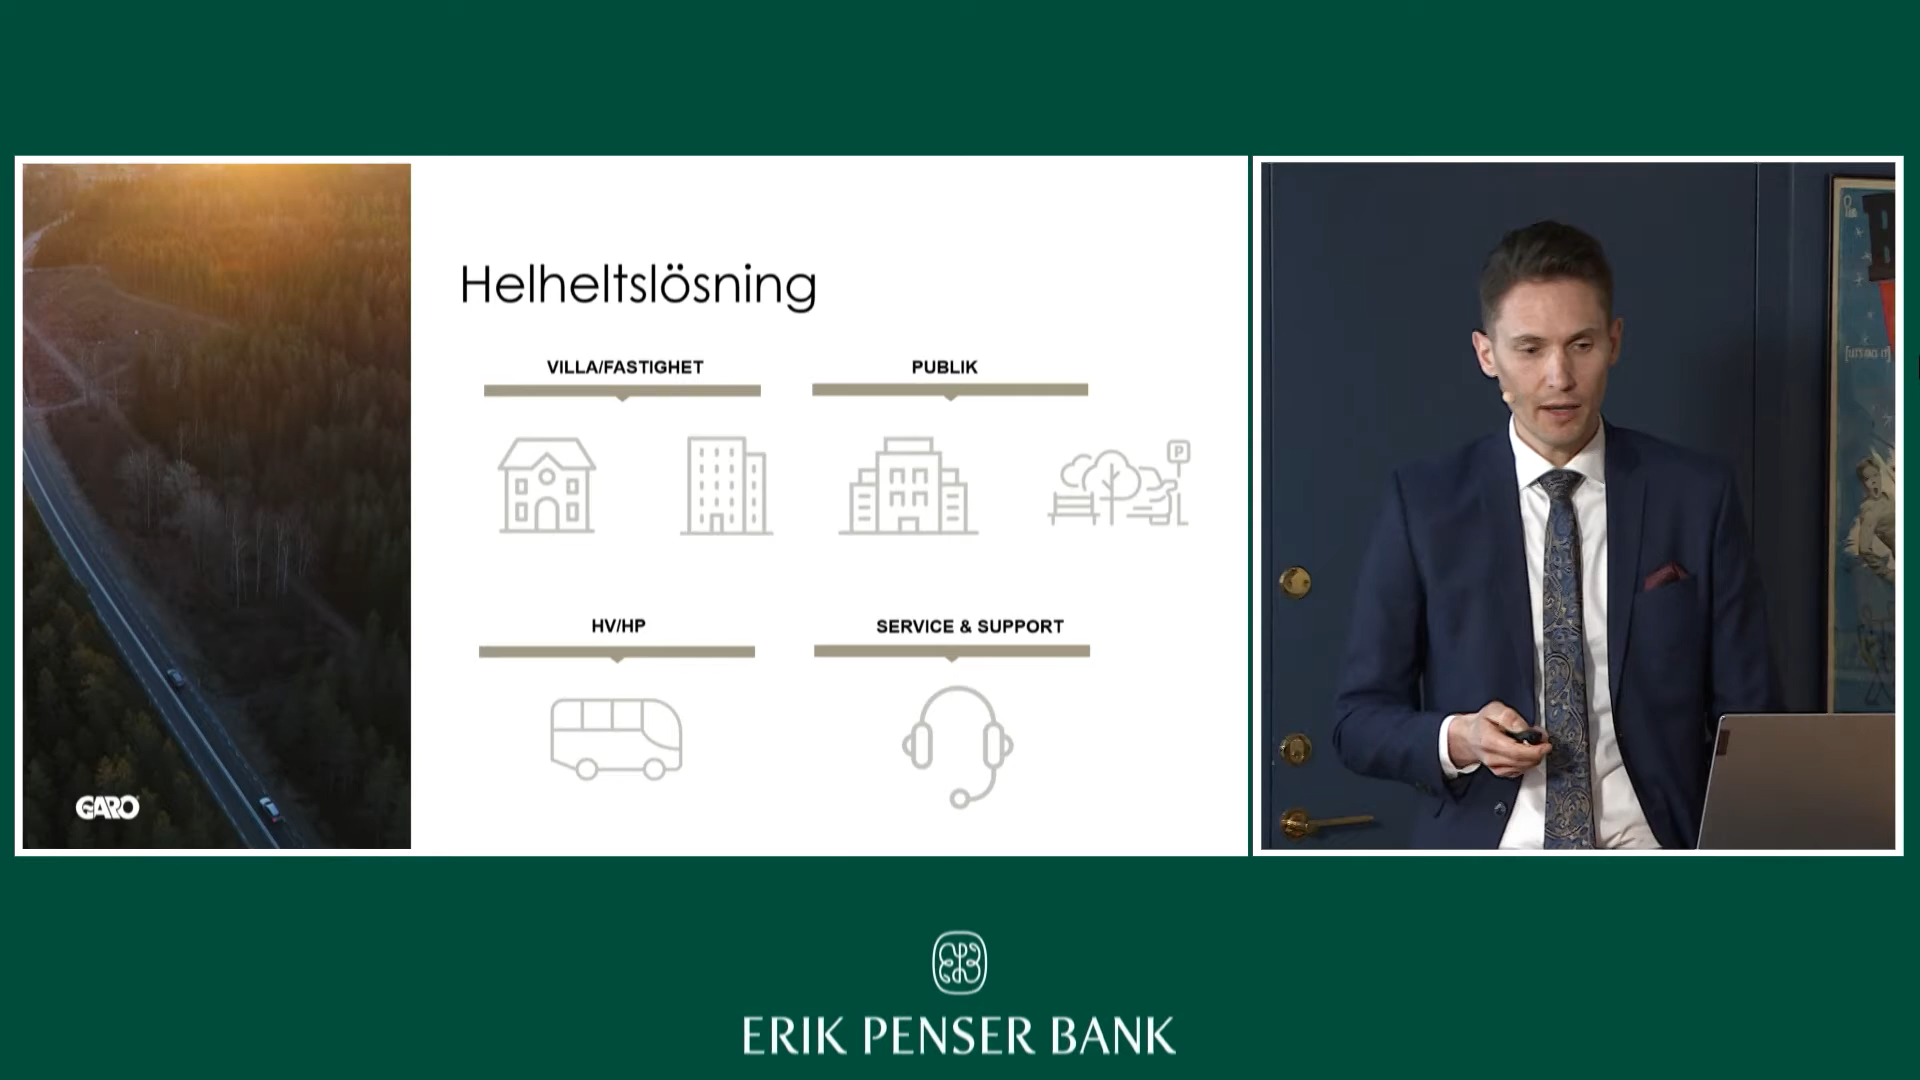 Helheltslösning
VILLA/FASTIGHET
PUBLIK
P
HV/HP
SERVICE & SUPPORT
GARO
ERIK PENSER BANK